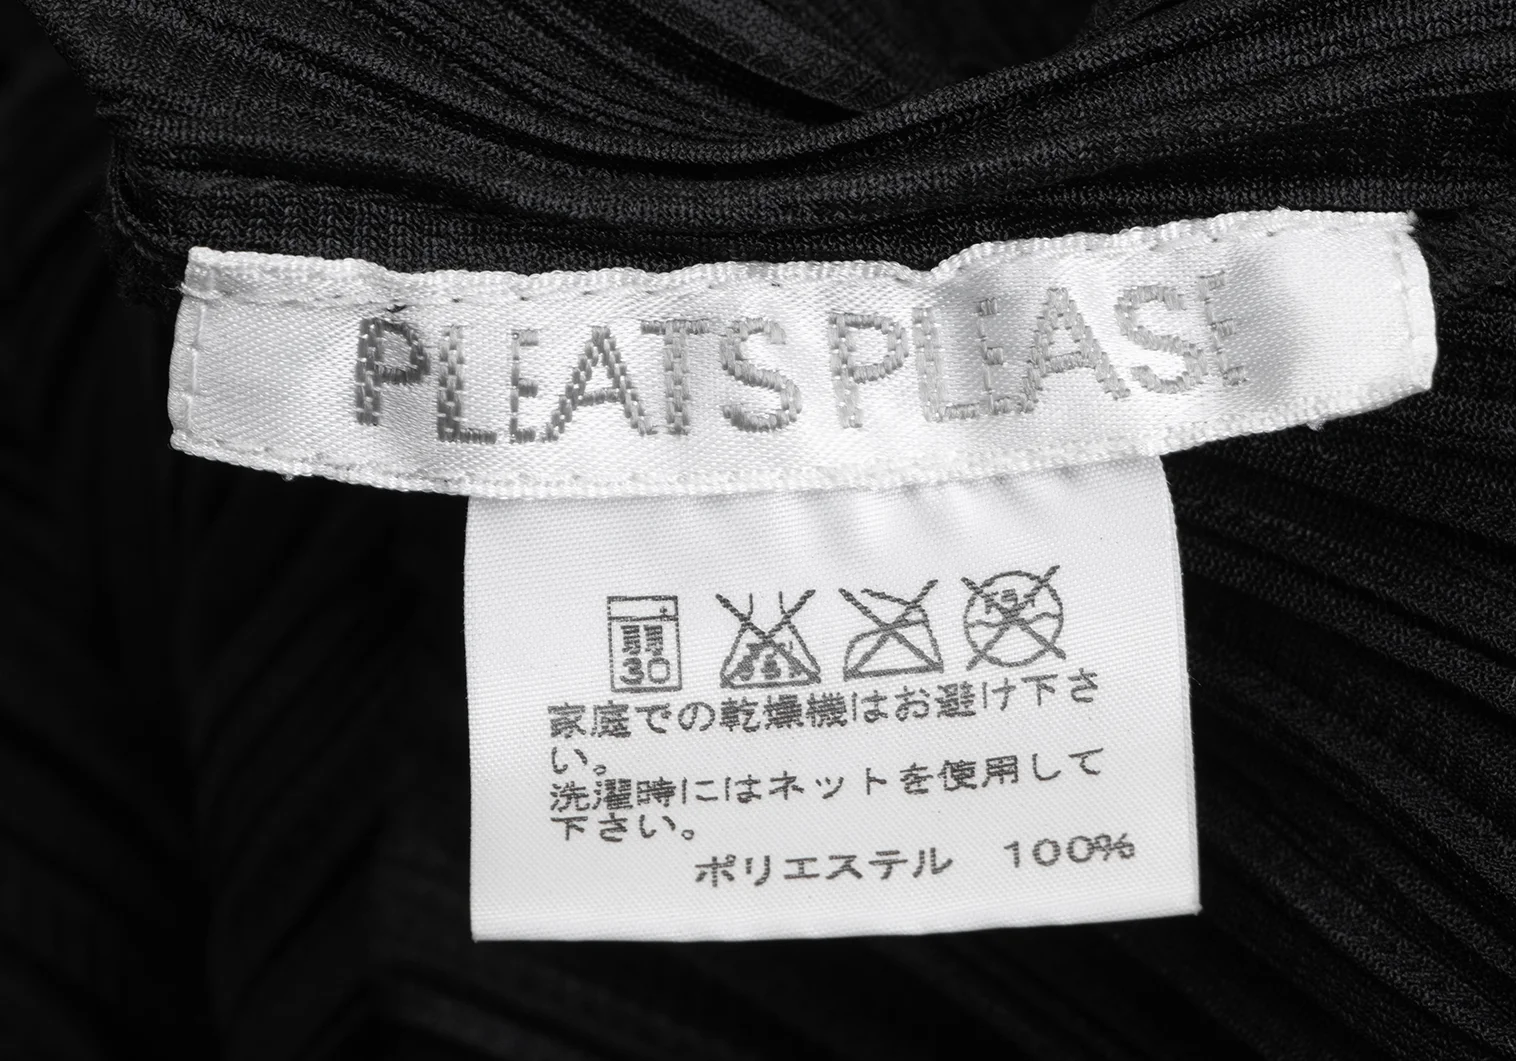 PLEATS PLEASE
弱
30
家庭での乾燥機はお避け下さ
い。
洗濯時にはネットを使用して
下さい。
ポリエステル 100%